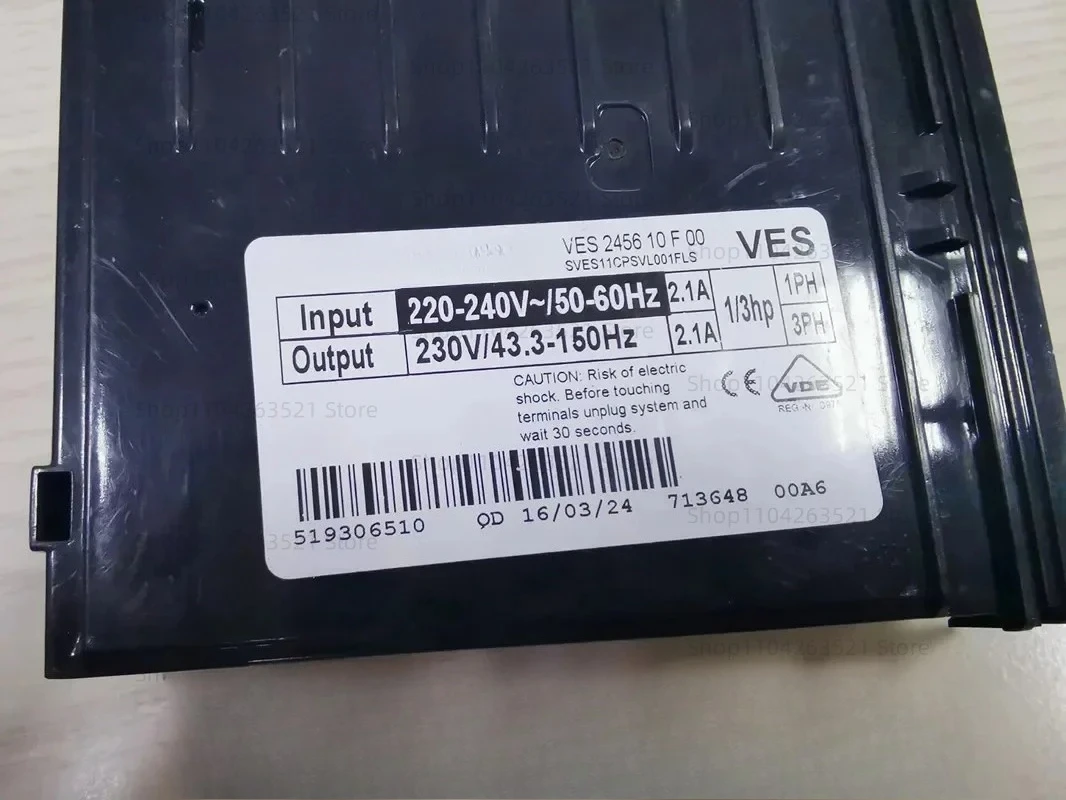 VES 2456 10 F 00
VES
SVES11CPSVL001FLS
Input 220-240V~/50-60Hz 2.1A 1/3hp 1PH
Output 230V/43.3-150Hz 2.1A 3PH
CAUTION: Risk of electric
shock. Before touching
terminals unplug system and
wait 30 seconds.
CE
VDE
REG.-Nr.
519306510 QD 16/03/24 713648 00A6
Shop1104263521 Store